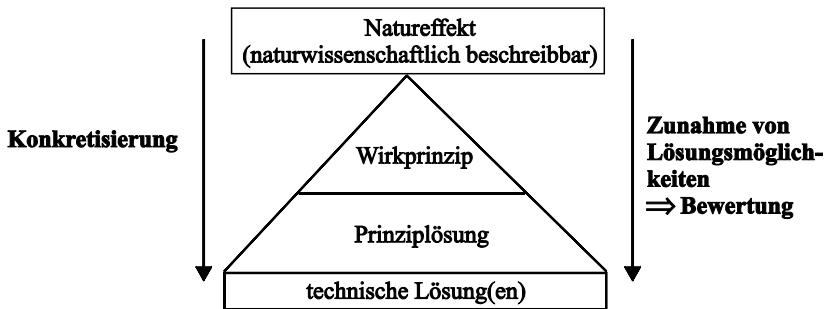 Natureffekt
(naturwissenschaftlich beschreibbar)
Konkretisierung
Wirkprinzip
Prinziplösung
technische Lösung(en)
Zunahme von
Lösungsmöglich-
keiten
⇒ Bewertung